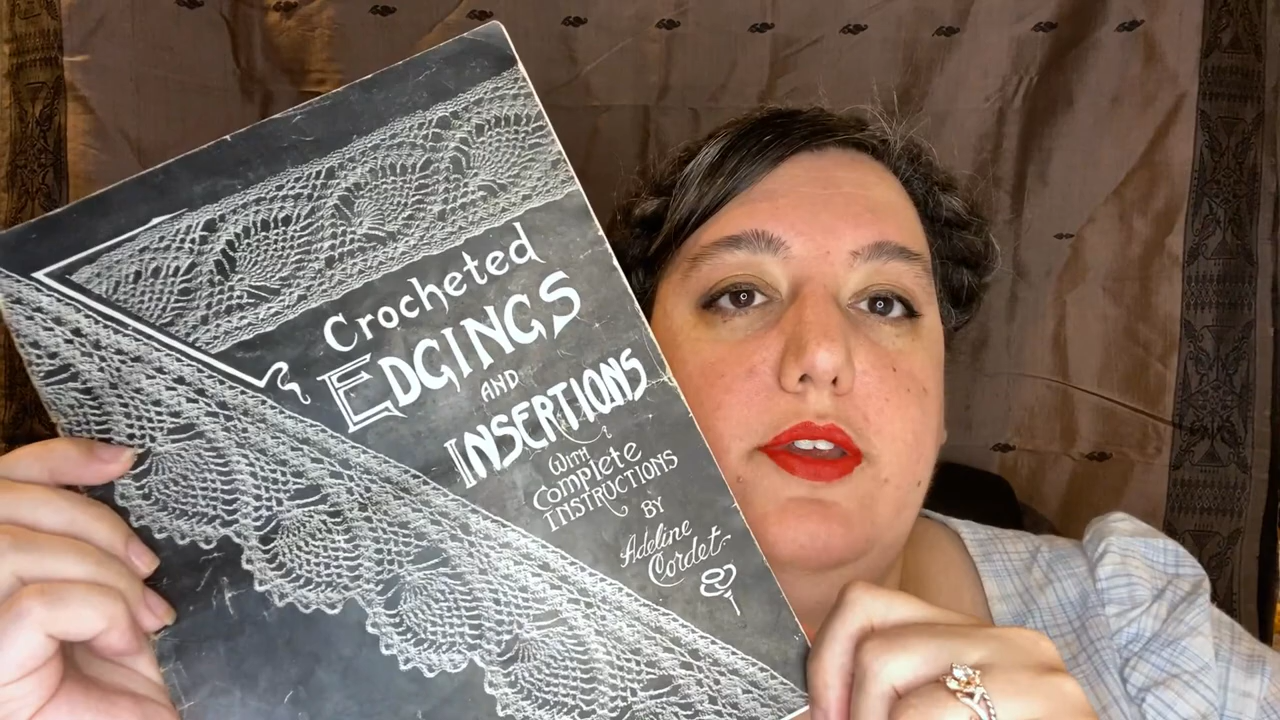 Crocheted
EDGINGS
AND
INSERTIONS
WITH
Complete
INSTRUCTIONS
BY
Adeline
Cordet